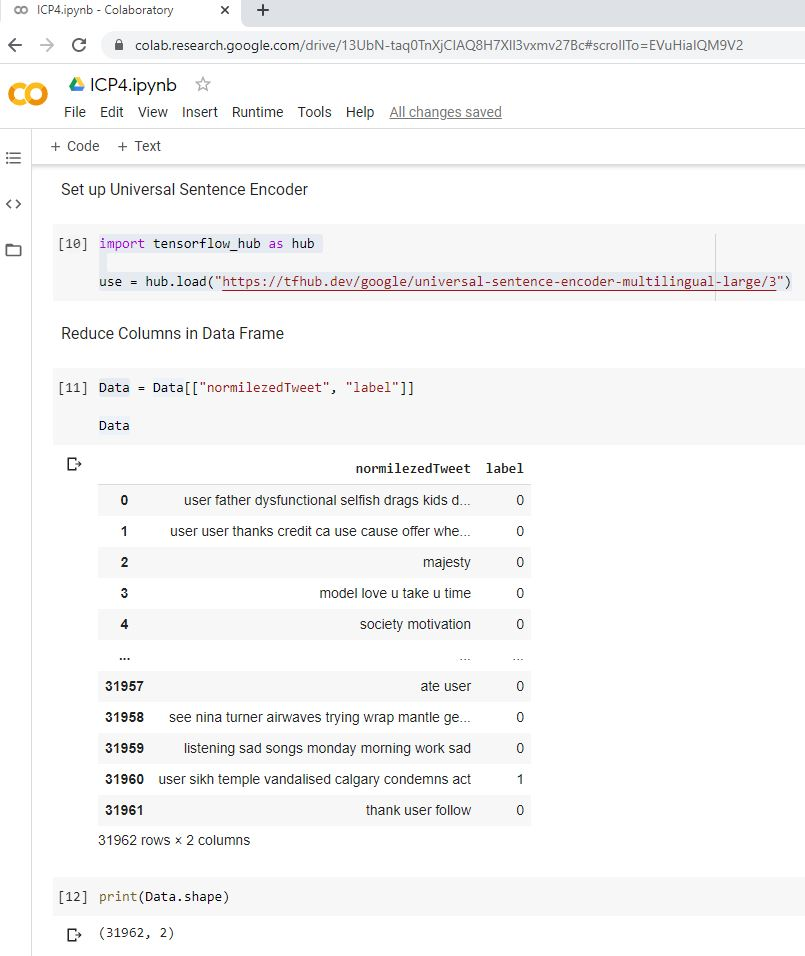 ICP4.ipynb - Colaboratory
colab.research.google.com/drive/13UbN-taq0TnXjCIAQ8H7XII3vxmv27Bc#scrollTo=EVuHiaIQM9V2
ICP4.ipynb
File Edit View Insert Runtime Tools Help All changes saved
+ Code + Text
Set up Universal Sentence Encoder
[10] import tensorflow_hub as hub
use = hub.load("https://tfhub.dev/google/universal-sentence-encoder-multilingual-large/3")
Reduce Columns in Data Frame
[11] Data = Data[["normilezedTweet", "label"]]
Data
normilezedTweet label
0 user father dysfunctional selfish drags kids d... 0
1 user user thanks credit ca use cause offer whe... 0
2 majesty 0
3 model love u take u time 0
4 society motivation 0
... ... ...
31957 ate user 0
31958 see nina turner airwaves trying wrap mantle ge... 0
31959 listening sad songs monday morning work sad 0
31960 user sikh temple vandalised calgary condemns act 1
31961 thank user follow 0
31962 rows × 2 columns
[12] print(Data.shape)
(31962, 2)